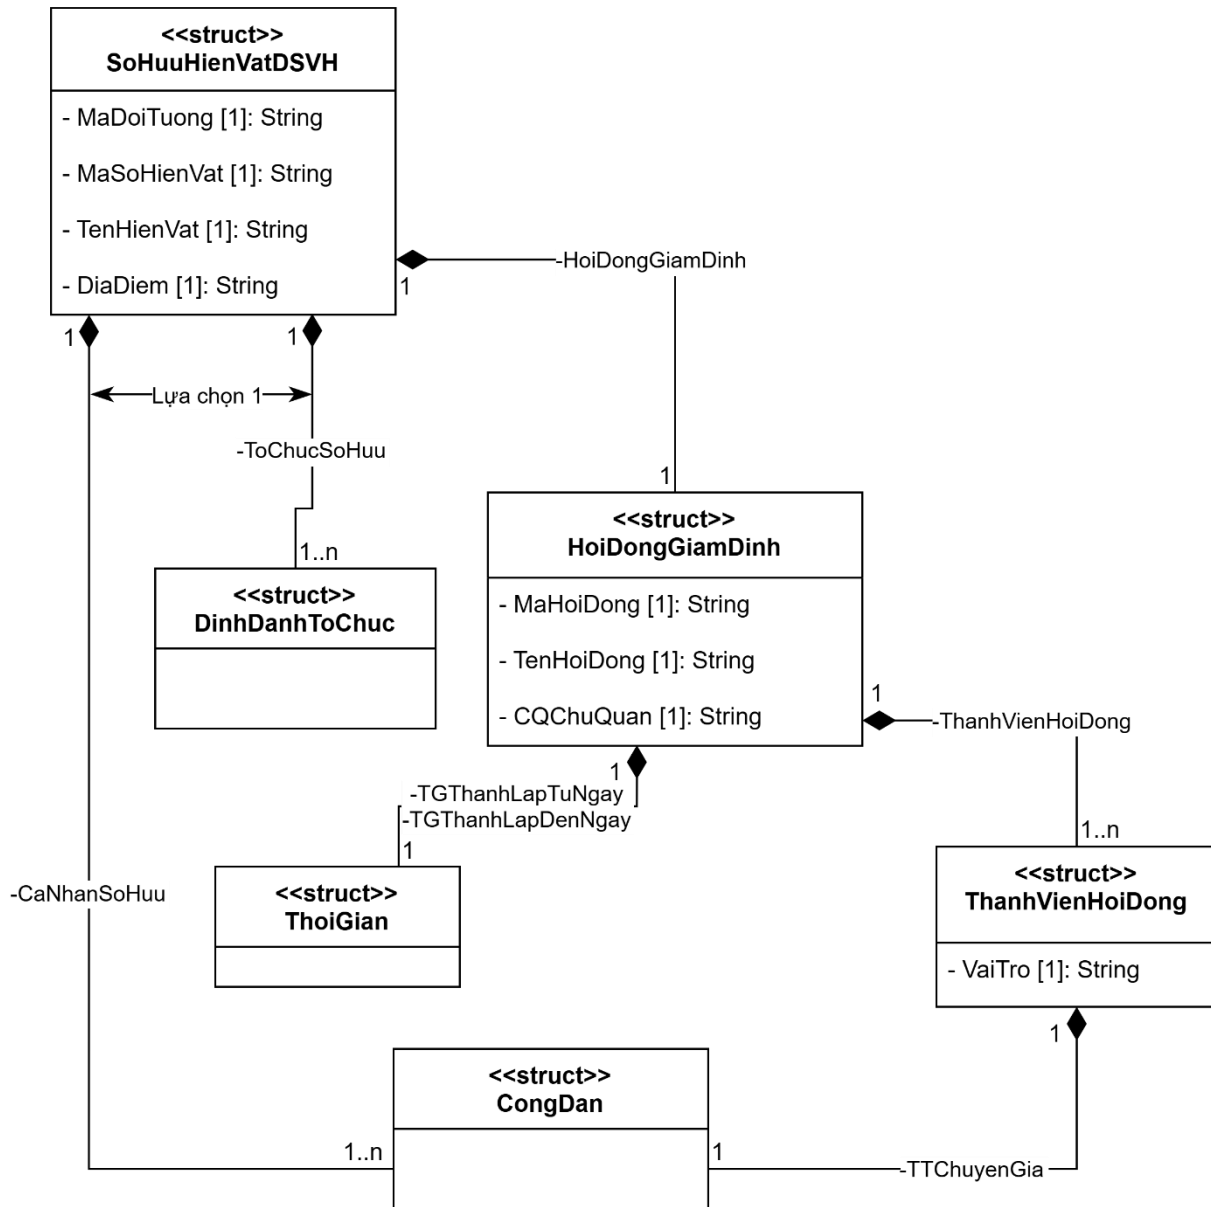 <<struct>>
SoHuuHienVatDSVH
- MaDoiTuong [1]: String
- MaSoHienVat [1]: String
- TenHienVat [1]: String
- DiaDiem [1]: String
-HoiDongGiamDinh
1
1
1
Lựa chọn 1
-ToChucSoHuu
1
1..n
<<struct>>
HoiDongGiamDinh
- MaHoiDong [1]: String
- TenHoiDong [1]: String
- CQChuQuan [1]: String
<<struct>>
DinhDanhToChuc
1
-ThanhVienHoiDong
1
-TGThanhLapTuNgay
-TGThanhLapDenNgay
1
1..n
<<struct>>
ThoiGian
<<struct>>
ThanhVienHoiDong
- VaiTro [1]: String
-CaNhanSoHuu
1
<<struct>>
CongDan
1..n
1
-TTChuyenGia